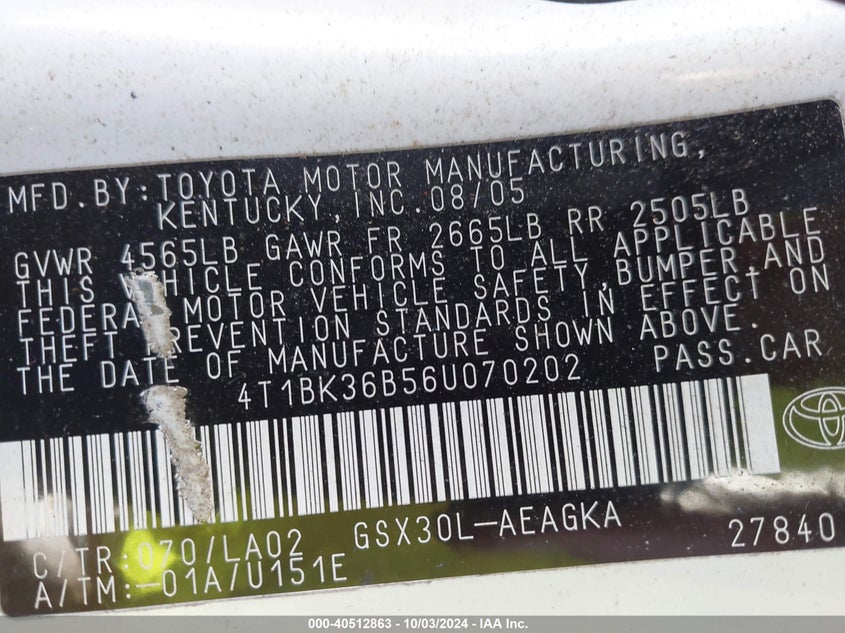 MFD.BY:TOYOTA MOTOR MANUFACTURING,
KENTUCKY,INC.08/05
GVWR 4565LB GAWR FR 2665LB RR 2505LB
THIS VEHICLE CONFORMS TO ALL APPLICABLE
FEDERAL MOTOR VEHICLE SAFETY,BUMPER,AND
THEFT PREVENTION STANDARDS IN EFFECT ON
THE DATE OF MANUFACTURE SHOWN ABOVE.
4T1BK36B56U070202 PASS.CAR
C/TR:070/LA02 GSX30L-AEAGKA 27840
A/TM:-01A/U151E
000-40512863 - 10/03/2024 - IAA Inc.